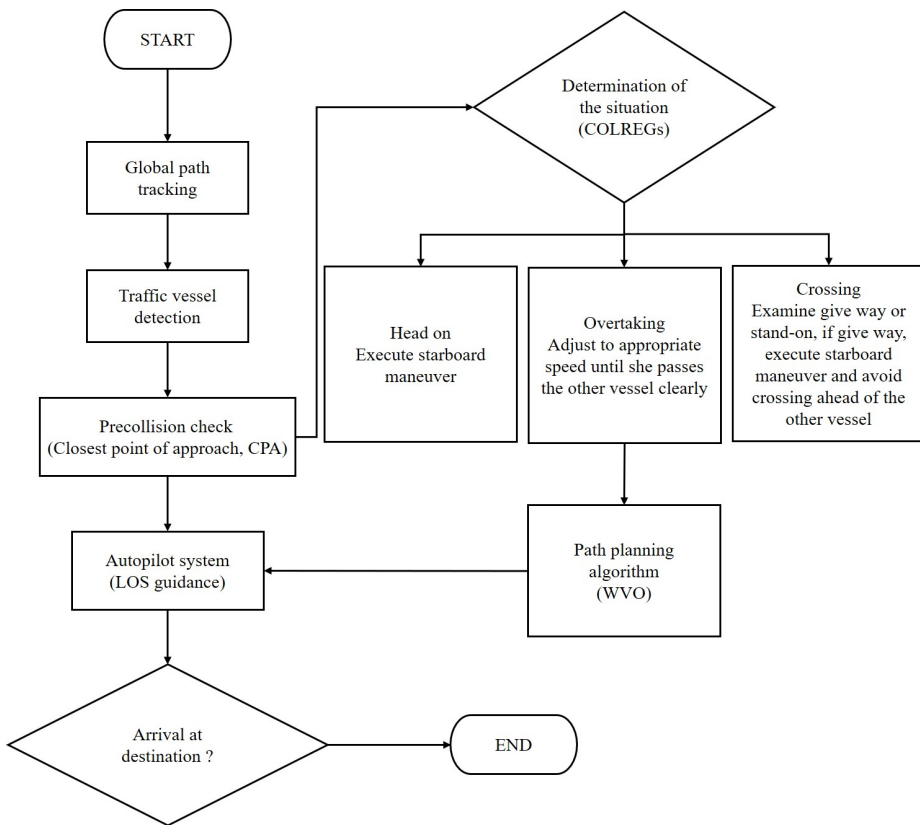 START
Global path
tracking
Traffic vessel
detection
Precollision check
(Closest point of approach, CPA)
Autopilot system
(LOS guidance)
Arrival at
destination ?
END
Determination of
the situation
(COLREGs)
Head on
Execute starboard
maneuver
Overtaking
Adjust to appropriate
speed until she passes
the other vessel clearly
Crossing
Examine give way or
stand-on, if give way,
execute starboard
maneuver and avoid
crossing ahead of the
other vessel
Path planning
algorithm
(WVO)